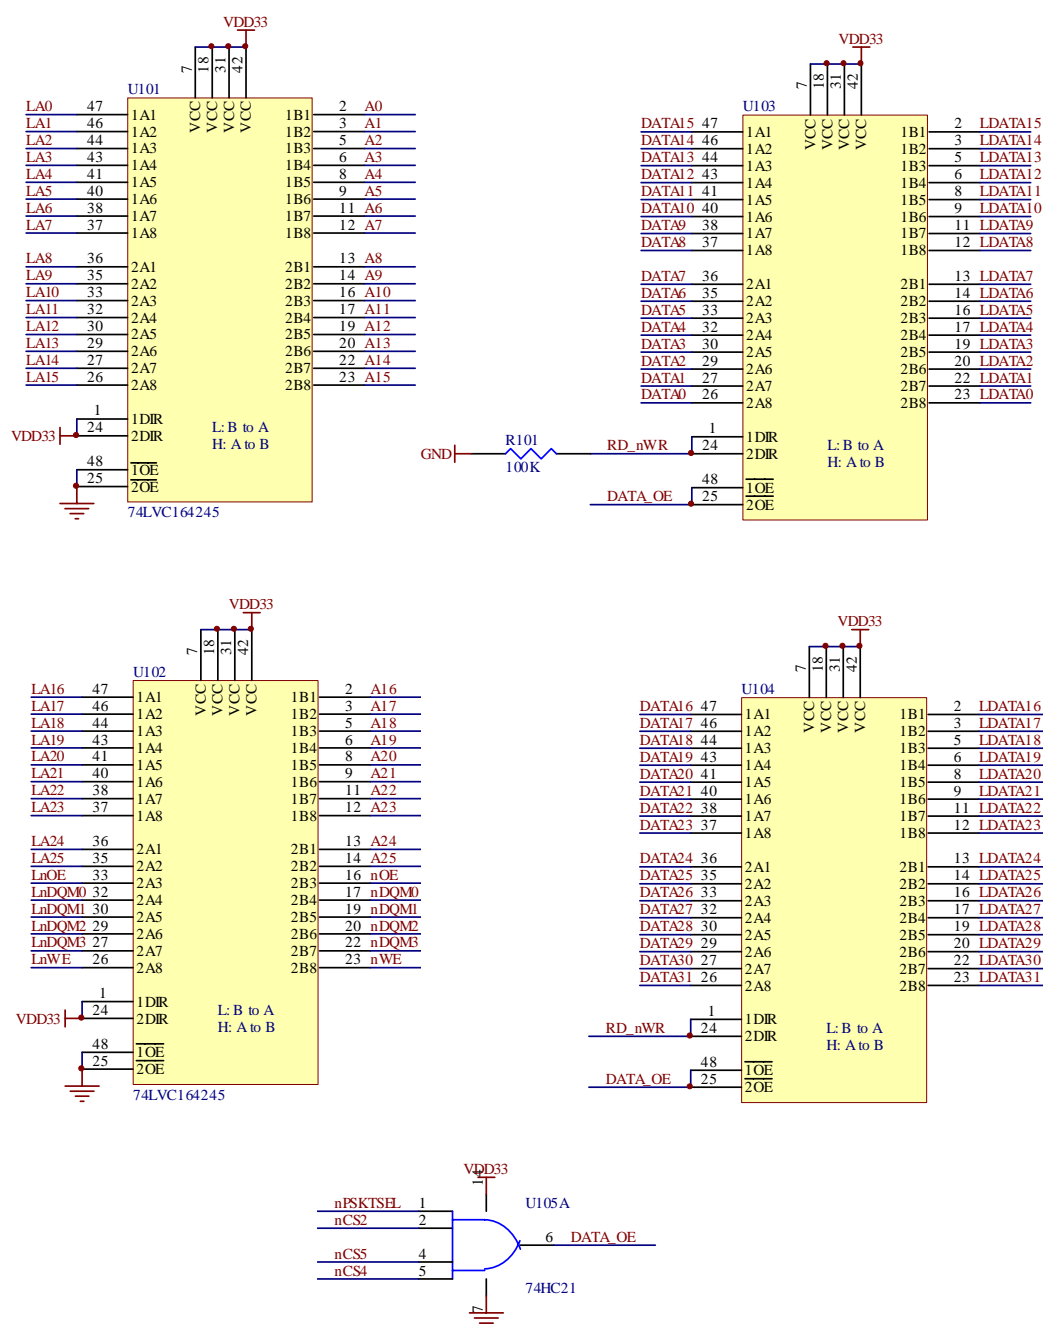 VDD33
7 18 31 42
U101
VCC VCC VCC VCC
LA0 47 1A1 1B1 2 A0
LA1 46 1A2 1B2 3 A1
LA2 44 1A3 1B3 5 A2
LA3 43 1A4 1B4 6 A3
LA4 41 1A5 1B5 8 A4
LA5 40 1A6 1B6 9 A5
LA6 38 1A7 1B7 11 A6
LA7 37 1A8 1B8 12 A7
LA8 36 2A1 2B1 13 A8
LA9 35 2A2 2B2 14 A9
LA10 33 2A3 2B3 16 A10
LA11 32 2A4 2B4 17 A11
LA12 30 2A5 2B5 19 A12
LA13 29 2A6 2B6 20 A13
LA14 27 2A7 2B7 22 A14
LA15 26 2A8 2B8 23 A15
1 1DIR
VDD33 24 2DIR
L: B to A
H: A to B
48 1OE
25 2OE
74LVC164245
VDD33
7 18 31 42
U103
VCC VCC VCC VCC
DATA15 47 1A1 1B1 2 LDATA15
DATA14 46 1A2 1B2 3 LDATA14
DATA13 44 1A3 1B3 5 LDATA13
DATA12 43 1A4 1B4 6 LDATA12
DATA11 41 1A5 1B5 8 LDATA11
DATA10 40 1A6 1B6 9 LDATA10
DATA9 38 1A7 1B7 11 LDATA9
DATA8 37 1A8 1B8 12 LDATA8
DATA7 36 2A1 2B1 13 LDATA7
DATA6 35 2A2 2B2 14 LDATA6
DATA5 33 2A3 2B3 16 LDATA5
DATA4 32 2A4 2B4 17 LDATA4
DATA3 30 2A5 2B5 19 LDATA3
DATA2 29 2A6 2B6 20 LDATA2
DATA1 27 2A7 2B7 22 LDATA1
DATA0 26 2A8 2B8 23 LDATA0
1 1DIR
GND R101 100K RD_nWR 24 2DIR
L: B to A
H: A to B
48 1OE
DATA_OE 25 2OE
VDD33
7 18 31 42
U102
VCC VCC VCC VCC
LA16 47 1A1 1B1 2 A16
LA17 46 1A2 1B2 3 A17
LA18 44 1A3 1B3 5 A18
LA19 43 1A4 1B4 6 A19
LA20 41 1A5 1B5 8 A20
LA21 40 1A6 1B6 9 A21
LA22 38 1A7 1B7 11 A22
LA23 37 1A8 1B8 12 A23
LA24 36 2A1 2B1 13 A24
LA25 35 2A2 2B2 14 A25
LnOE 33 2A3 2B3 16 nOE
LnDQM0 32 2A4 2B4 17 nDQM0
LnDQM1 30 2A5 2B5 19 nDQM1
LnDQM2 29 2A6 2B6 20 nDQM2
LnDQM3 27 2A7 2B7 22 nDQM3
LnWE 26 2A8 2B8 23 nWE
1 1DIR
VDD33 24 2DIR
L: B to A
H: A to B
48 1OE
25 2OE
74LVC164245
VDD33
7 18 31 42
U104
VCC VCC VCC VCC
DATA16 47 1A1 1B1 2 LDATA16
DATA17 46 1A2 1B2 3 LDATA17
DATA18 44 1A3 1B3 5 LDATA18
DATA19 43 1A4 1B4 6 LDATA19
DATA20 41 1A5 1B5 8 LDATA20
DATA21 40 1A6 1B6 9 LDATA21
DATA22 38 1A7 1B7 11 LDATA22
DATA23 37 1A8 1B8 12 LDATA23
DATA24 36 2A1 2B1 13 LDATA24
DATA25 35 2A2 2B2 14 LDATA25
DATA26 33 2A3 2B3 16 LDATA26
DATA27 32 2A4 2B4 17 LDATA27
DATA28 30 2A5 2B5 19 LDATA28
DATA29 29 2A6 2B6 20 LDATA29
DATA30 27 2A7 2B7 22 LDATA30
DATA31 26 2A8 2B8 23 LDATA31
1 1DIR
RD_nWR 24 2DIR
L: B to A
H: A to B
48 1OE
DATA_OE 25 2OE
VDD33
14
U105A
nPSKTSEL 1
nCS2 2
6 DATA_OE
nCS5 4
nCS4 5
74HC21
7